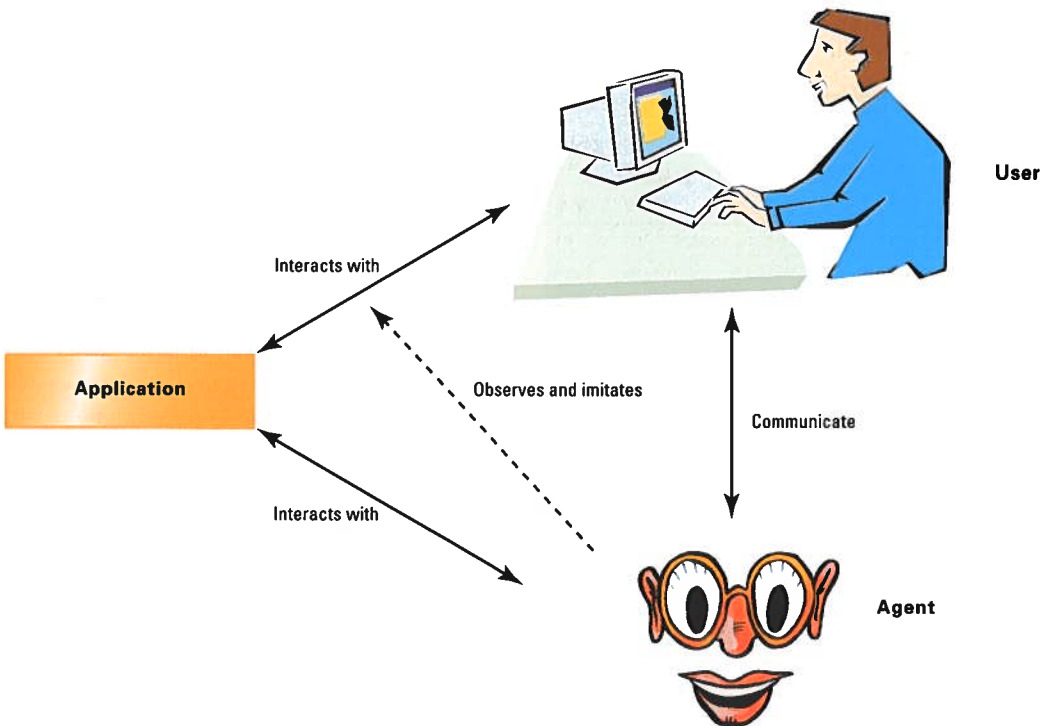 User
Interacts with
Application
Observes and imitates
Communicate
Interacts with
Agent